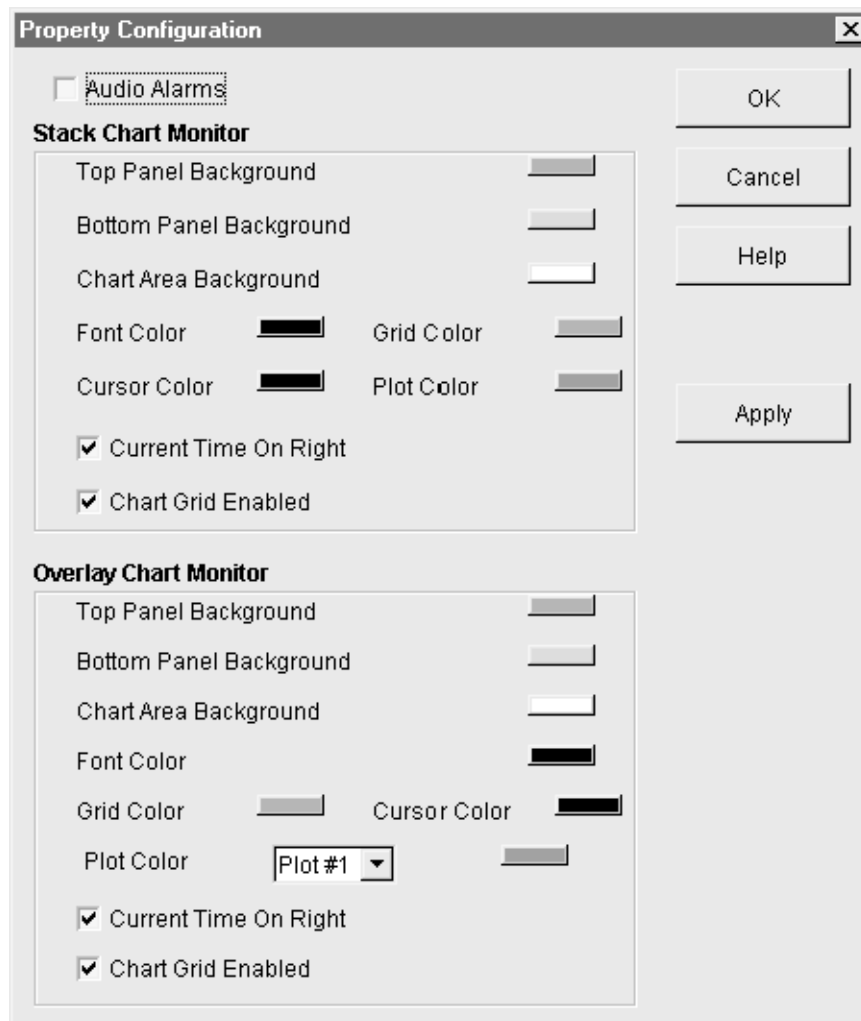 Property Configuration
Audio Alarms
OK
Stack Chart Monitor
Top Panel Background
Cancel
Bottom Panel Background
Help
Chart Area Background
Font Color Grid Color
Cursor Color Plot Color
Apply
Current Time On Right
Chart Grid Enabled
Overlay Chart Monitor
Top Panel Background
Bottom Panel Background
Chart Area Background
Font Color
Grid Color Cursor Color
Plot Color Plot #1
Current Time On Right
Chart Grid Enabled